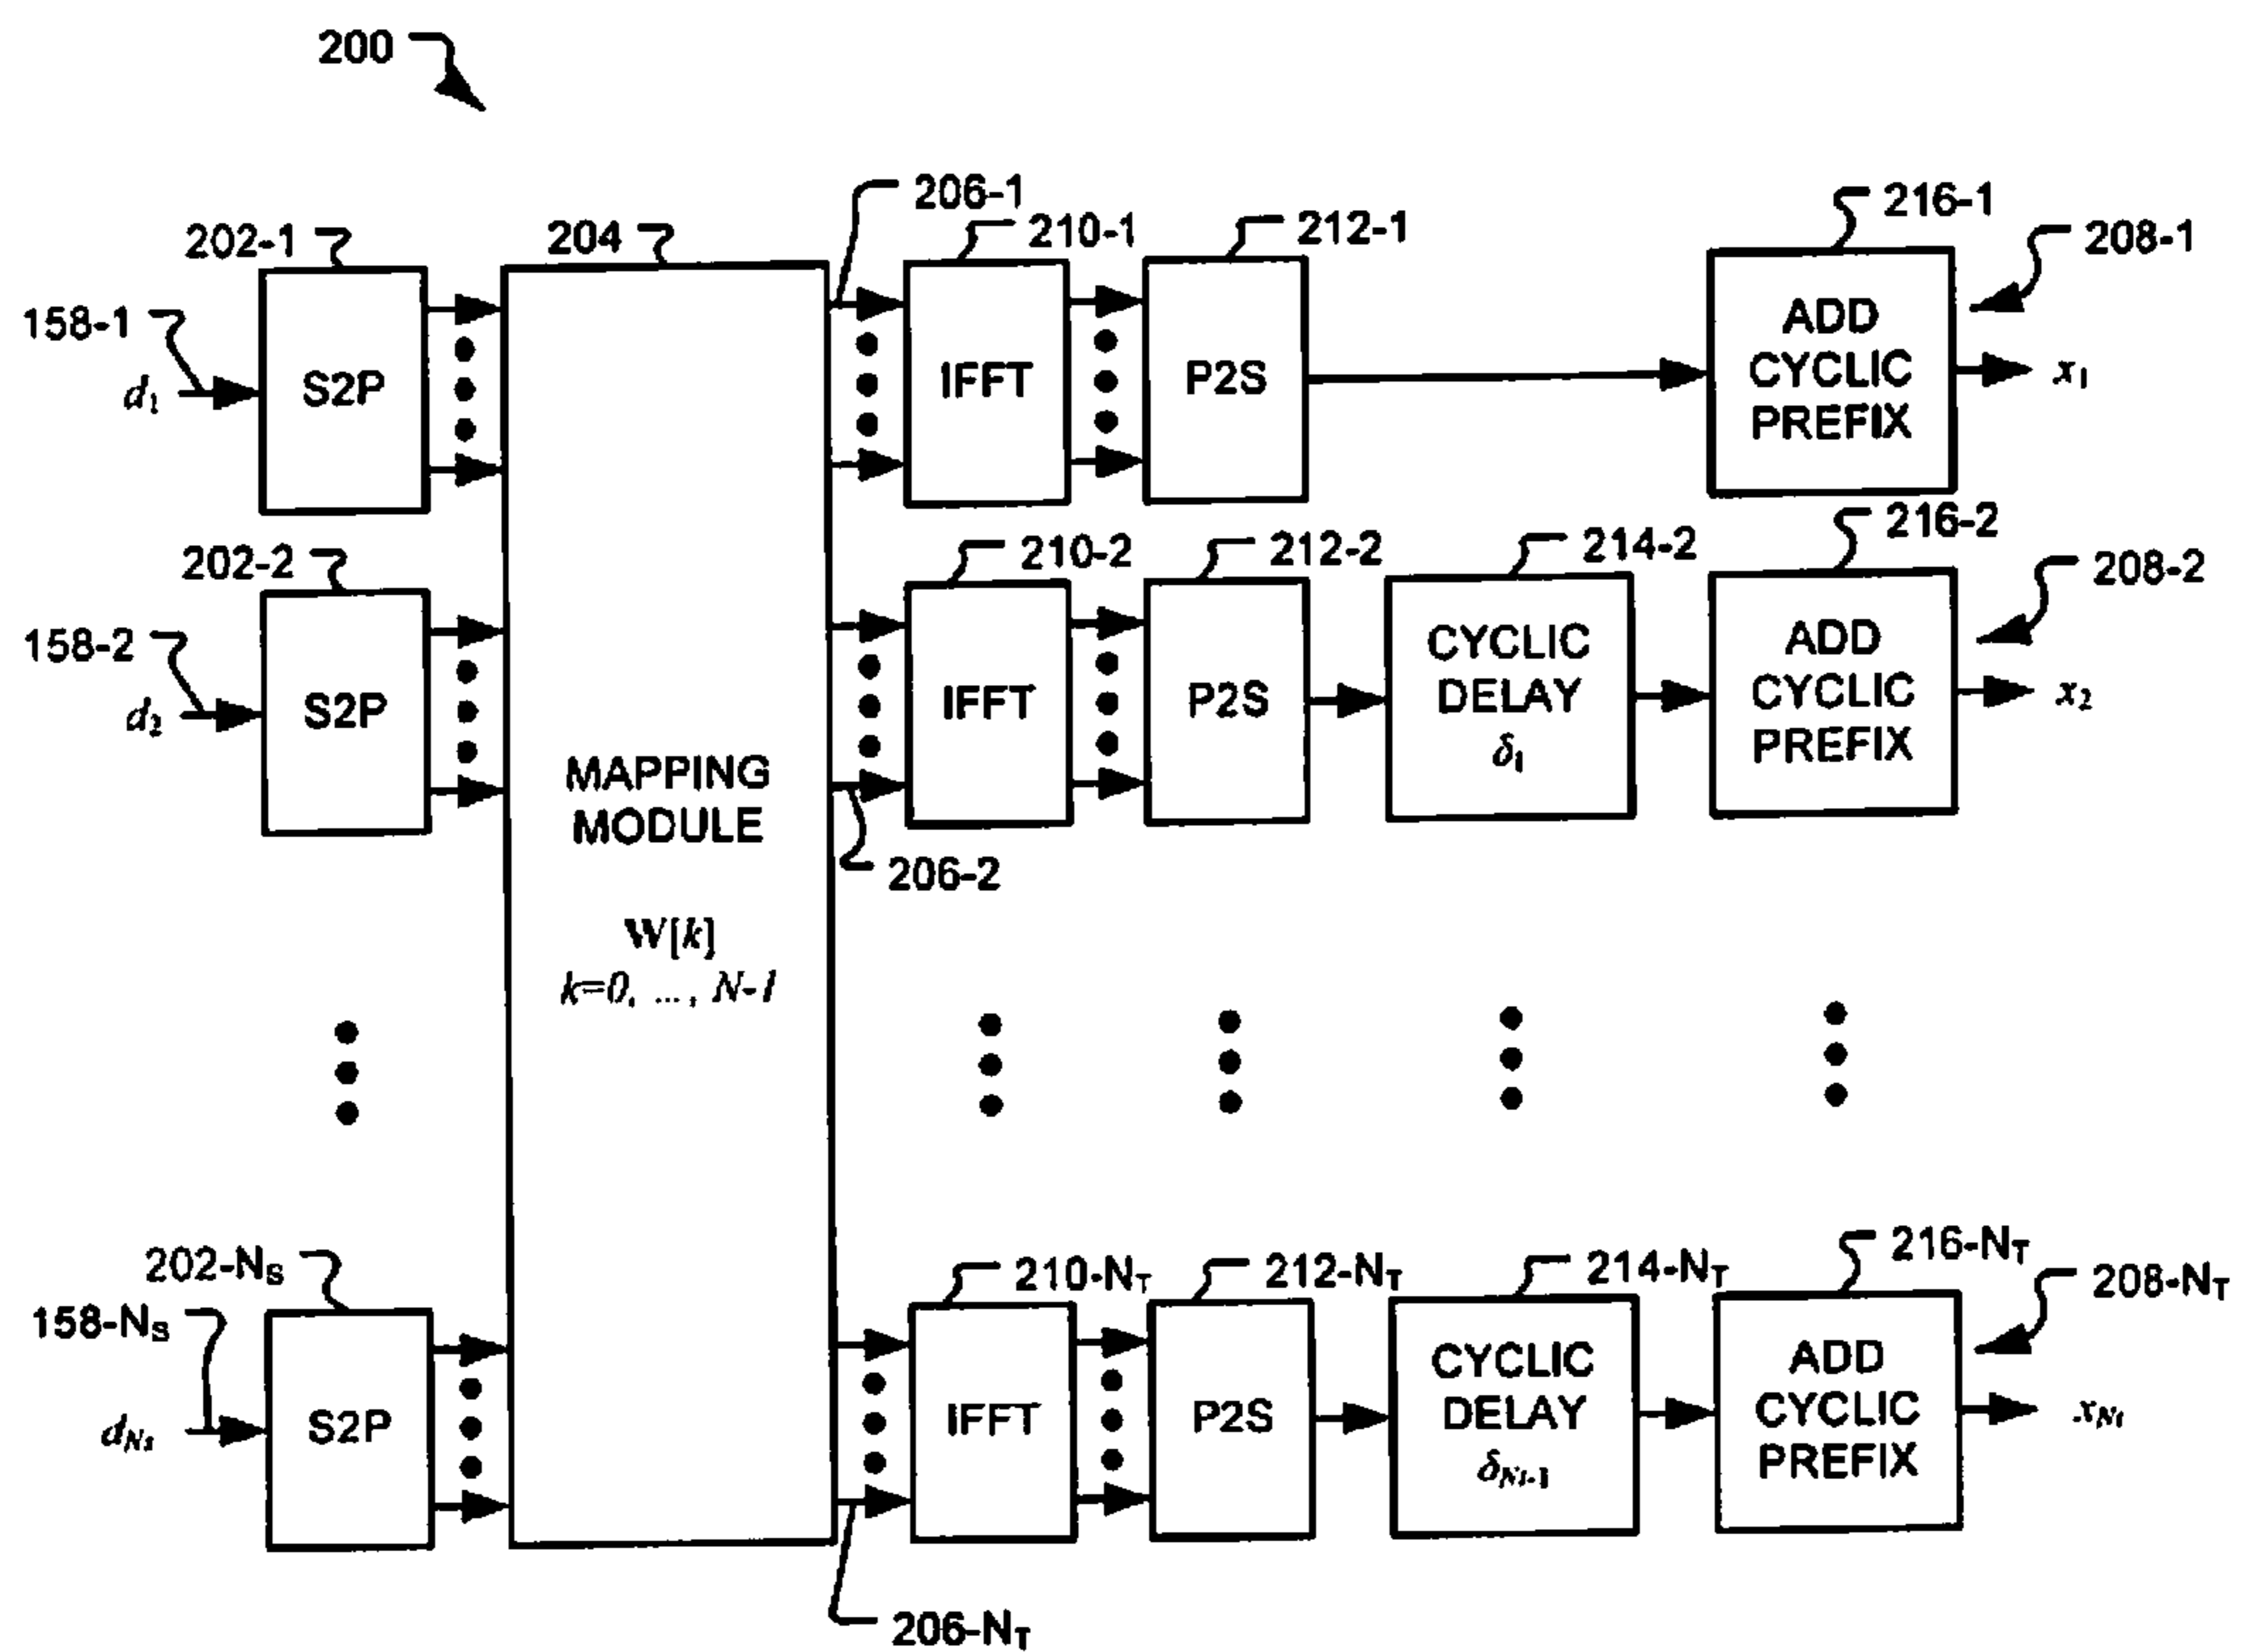 200
206-1
216-1
202-1
204
210-1
212-1
208-1
158-1
d1
S2P
IFFT
P2S
ADD
CYCLIC
PREFIX
x1
202-2
210-2
212-2
214-2
216-2
208-2
158-2
d2
S2P
IFFT
P2S
CYCLIC
DELAY
δ1
ADD
CYCLIC
PREFIX
x2
MAPPING
MODULE
W[k]
k=0, ..., N-1
206-2
202-NS
210-NT
212-NT
214-NT
216-NT
208-NT
158-NS
dNs
S2P
IFFT
P2S
CYCLIC
DELAY
δNt-1
ADD
CYCLIC
PREFIX
xNt
206-NT